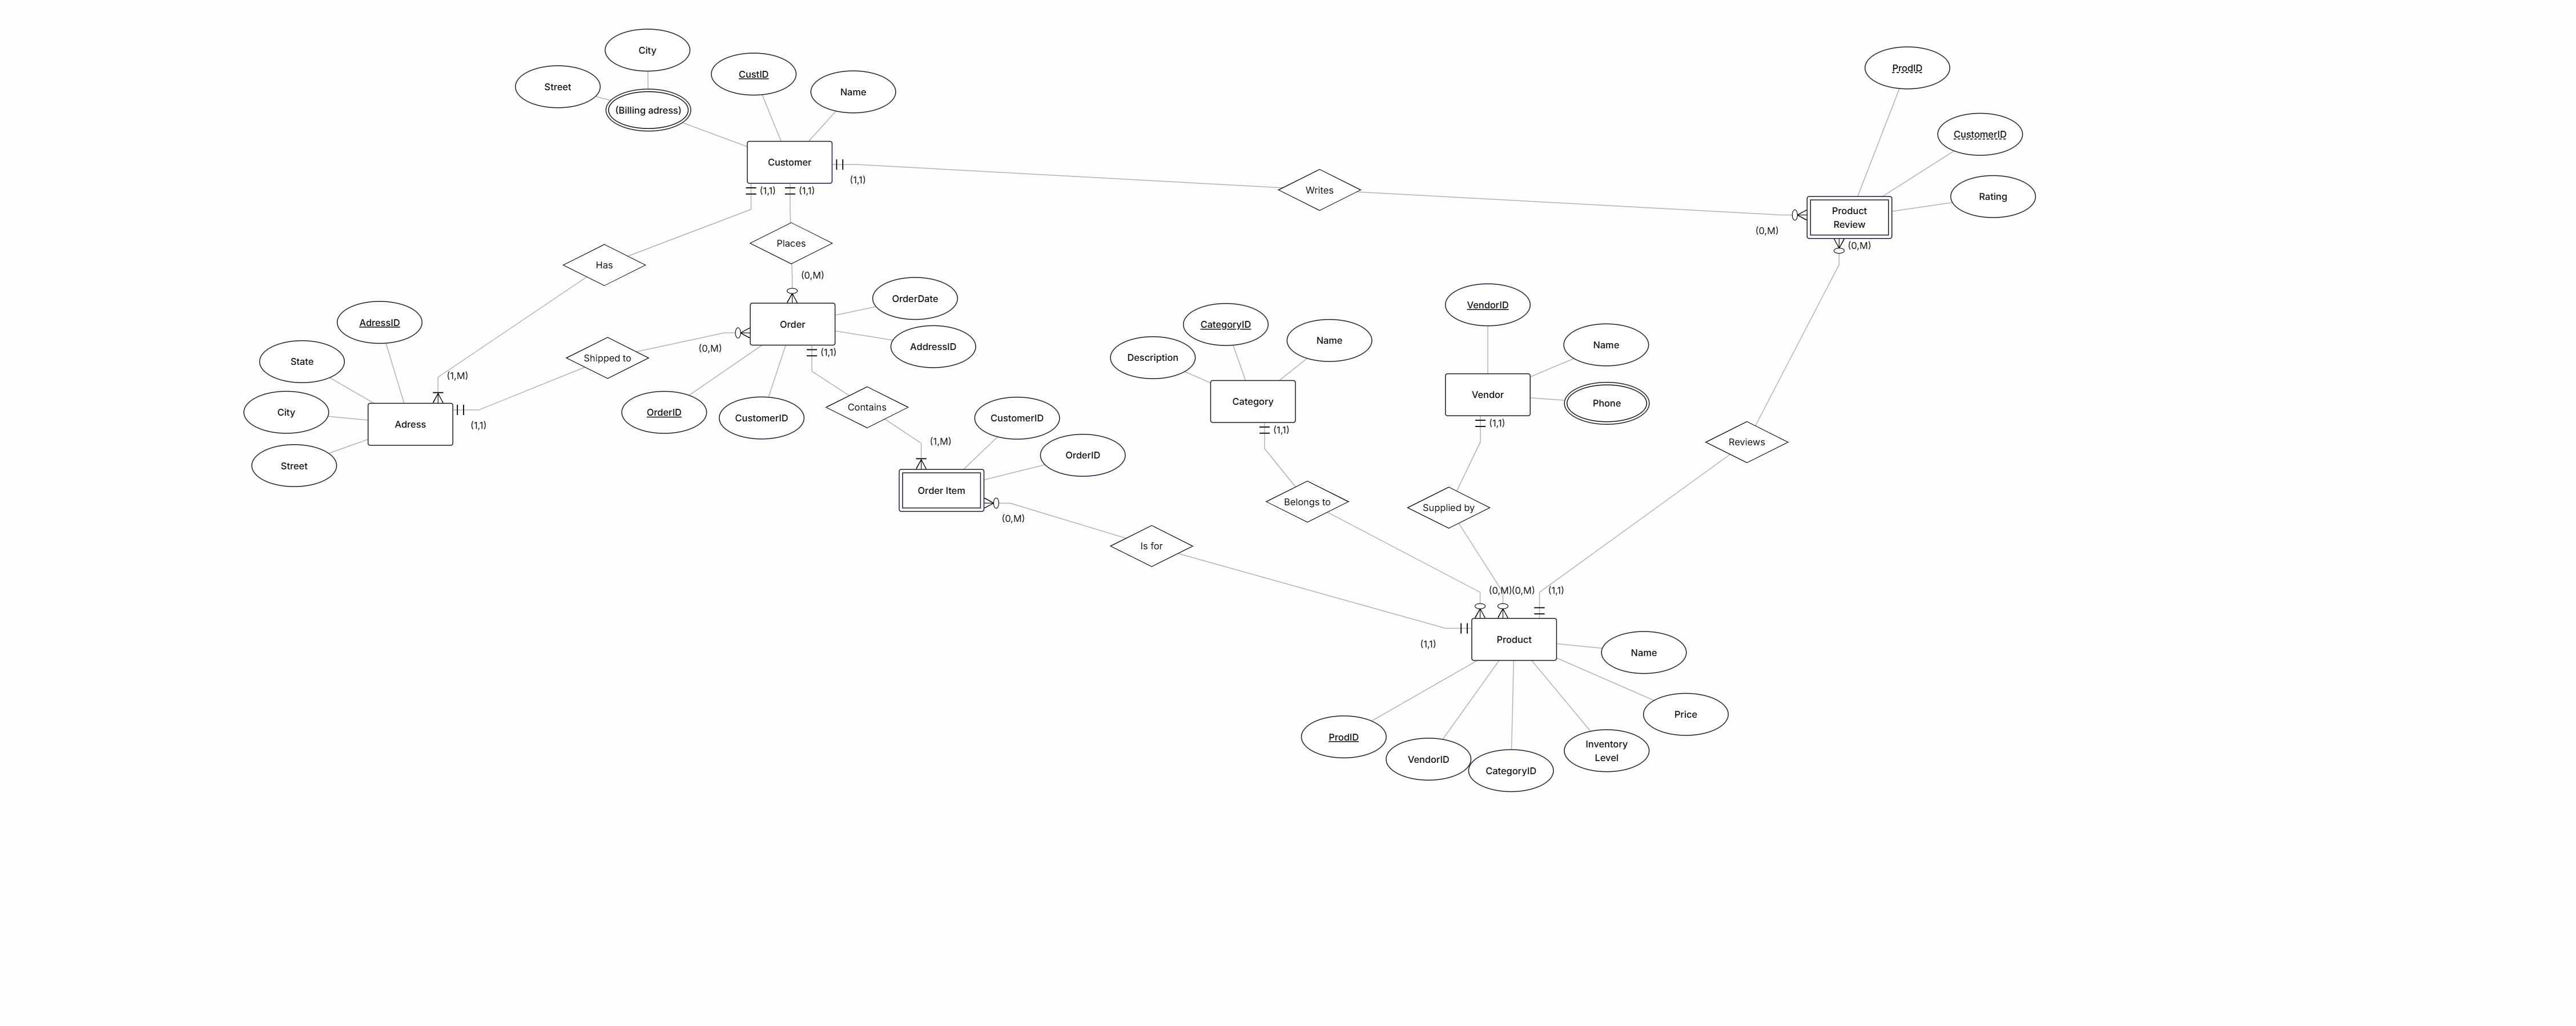 City
ProdID
CustID
Street
Name
(Billing adress)
CustomerID
Customer
(1,1)
(1,1)
(1,1)
Writes
Rating
Product
Review
(0,M)
(0,M)
Places
Has
(0,M)
OrderDate
AdressID
Order
AddressID
State
Shipped to
(0,M)
(1,1)
(1,M)
City
Adress
(1,1)
Street
OrderID
CustomerID
Contains
CustomerID
(1,M)
OrderID
Order Item
(0,M)
Is for
CategoryID
Description
Name
Category
(1,1)
VendorID
Name
Vendor
Phone
(1,1)
Reviews
Belongs to
Supplied by
(0,M)
(0,M)
(1,1)
(1,1)
Product
Name
Price
ProdID
VendorID
CategoryID
Inventory
Level